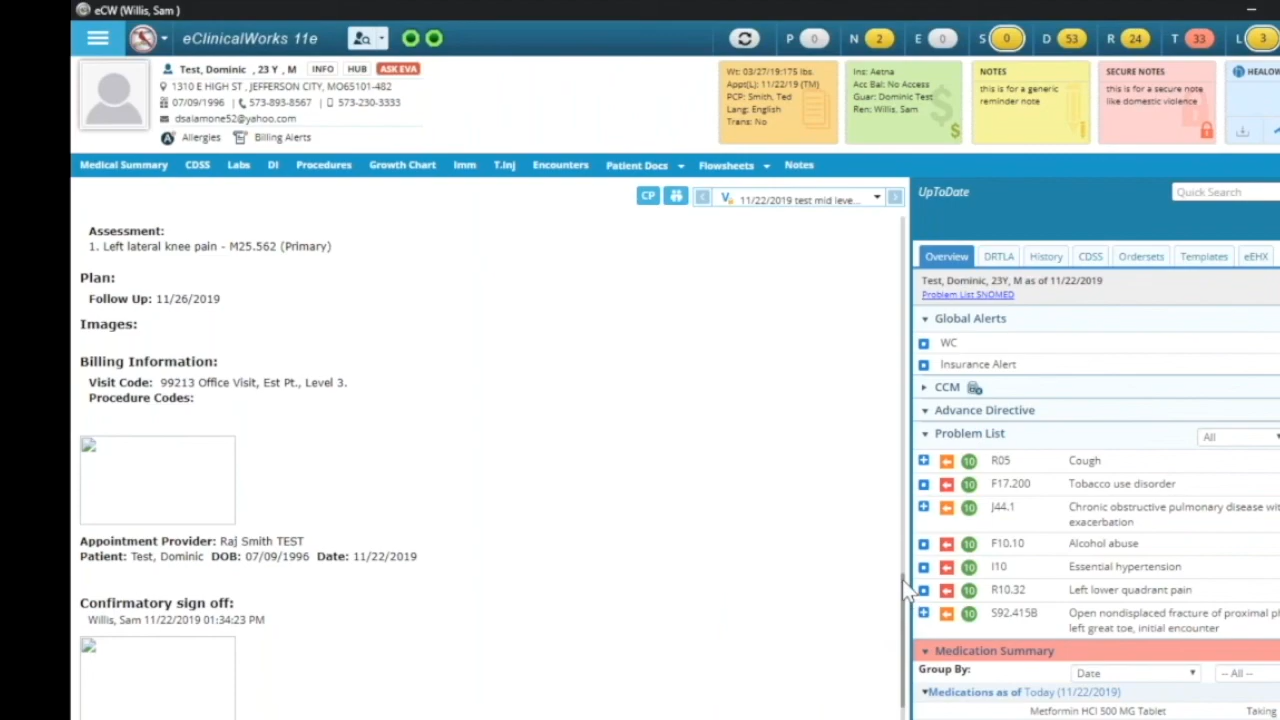 eCW (Willis, Sam )
eClinicalWorks 11e
P 0 N 2 E 0 S 0 D 53 R 24 T 33 L 3
Test, Dominic , 23 Y , M INFO HUB ASK EVA
1310 E HIGH ST , JEFFERSON CITY, MO65101-482
07/09/1996 573-893-8567 573-230-3333
dsalamone52@yahoo.com
Allergies Billing Alerts
Wt: 03/27/19:175 lbs.
Appt(L): 11/22/19 (TM)
PCP: Smith, Ted
Lang: English
Trans: No
Ins: Aetna
Acc Bal: No Access
Guar: Dominic Test
Ren: Willis, Sam
NOTES
this is for a generic
reminder note
SECURE NOTES
this is for a secure note
like domestic violence
HEALOW
Medical Summary CDSS Labs DI Procedures Growth Chart Imm T.Inj Encounters Patient Docs Flowsheets Notes
CP 11/22/2019 test mid leve...
Assessment:
1. Left lateral knee pain - M25.562 (Primary)
Plan:
Follow Up: 11/26/2019
Images:
Billing Information:
Visit Code: 99213 Office Visit, Est Pt., Level 3.
Procedure Codes:
Appointment Provider: Raj Smith TEST
Patient: Test, Dominic DOB: 07/09/1996 Date: 11/22/2019
Confirmatory sign off:
Willis, Sam 11/22/2019 01:34:23 PM
UpToDate Quick Search
Overview DRTLA History CDSS Ordersets Templates eEHX
Test, Dominic, 23Y, M as of 11/22/2019
Problem List SNOMED
Global Alerts
WC
Insurance Alert
CCM
Advance Directive
Problem List All
10 R05 Cough
10 F17.200 Tobacco use disorder
10 J44.1 Chronic obstructive pulmonary disease
exacerbation
10 F10.10 Alcohol abuse
10 I10 Essential hypertension
10 R10.32 Left lower quadrant pain
10 S92.415B Open nondisplaced fracture of proximal
left great toe, initial encounter
Medication Summary
Group By: Date -- All --
Medications as of Today (11/22/2019)
Metformin HCl 500 MG Tablet Taking